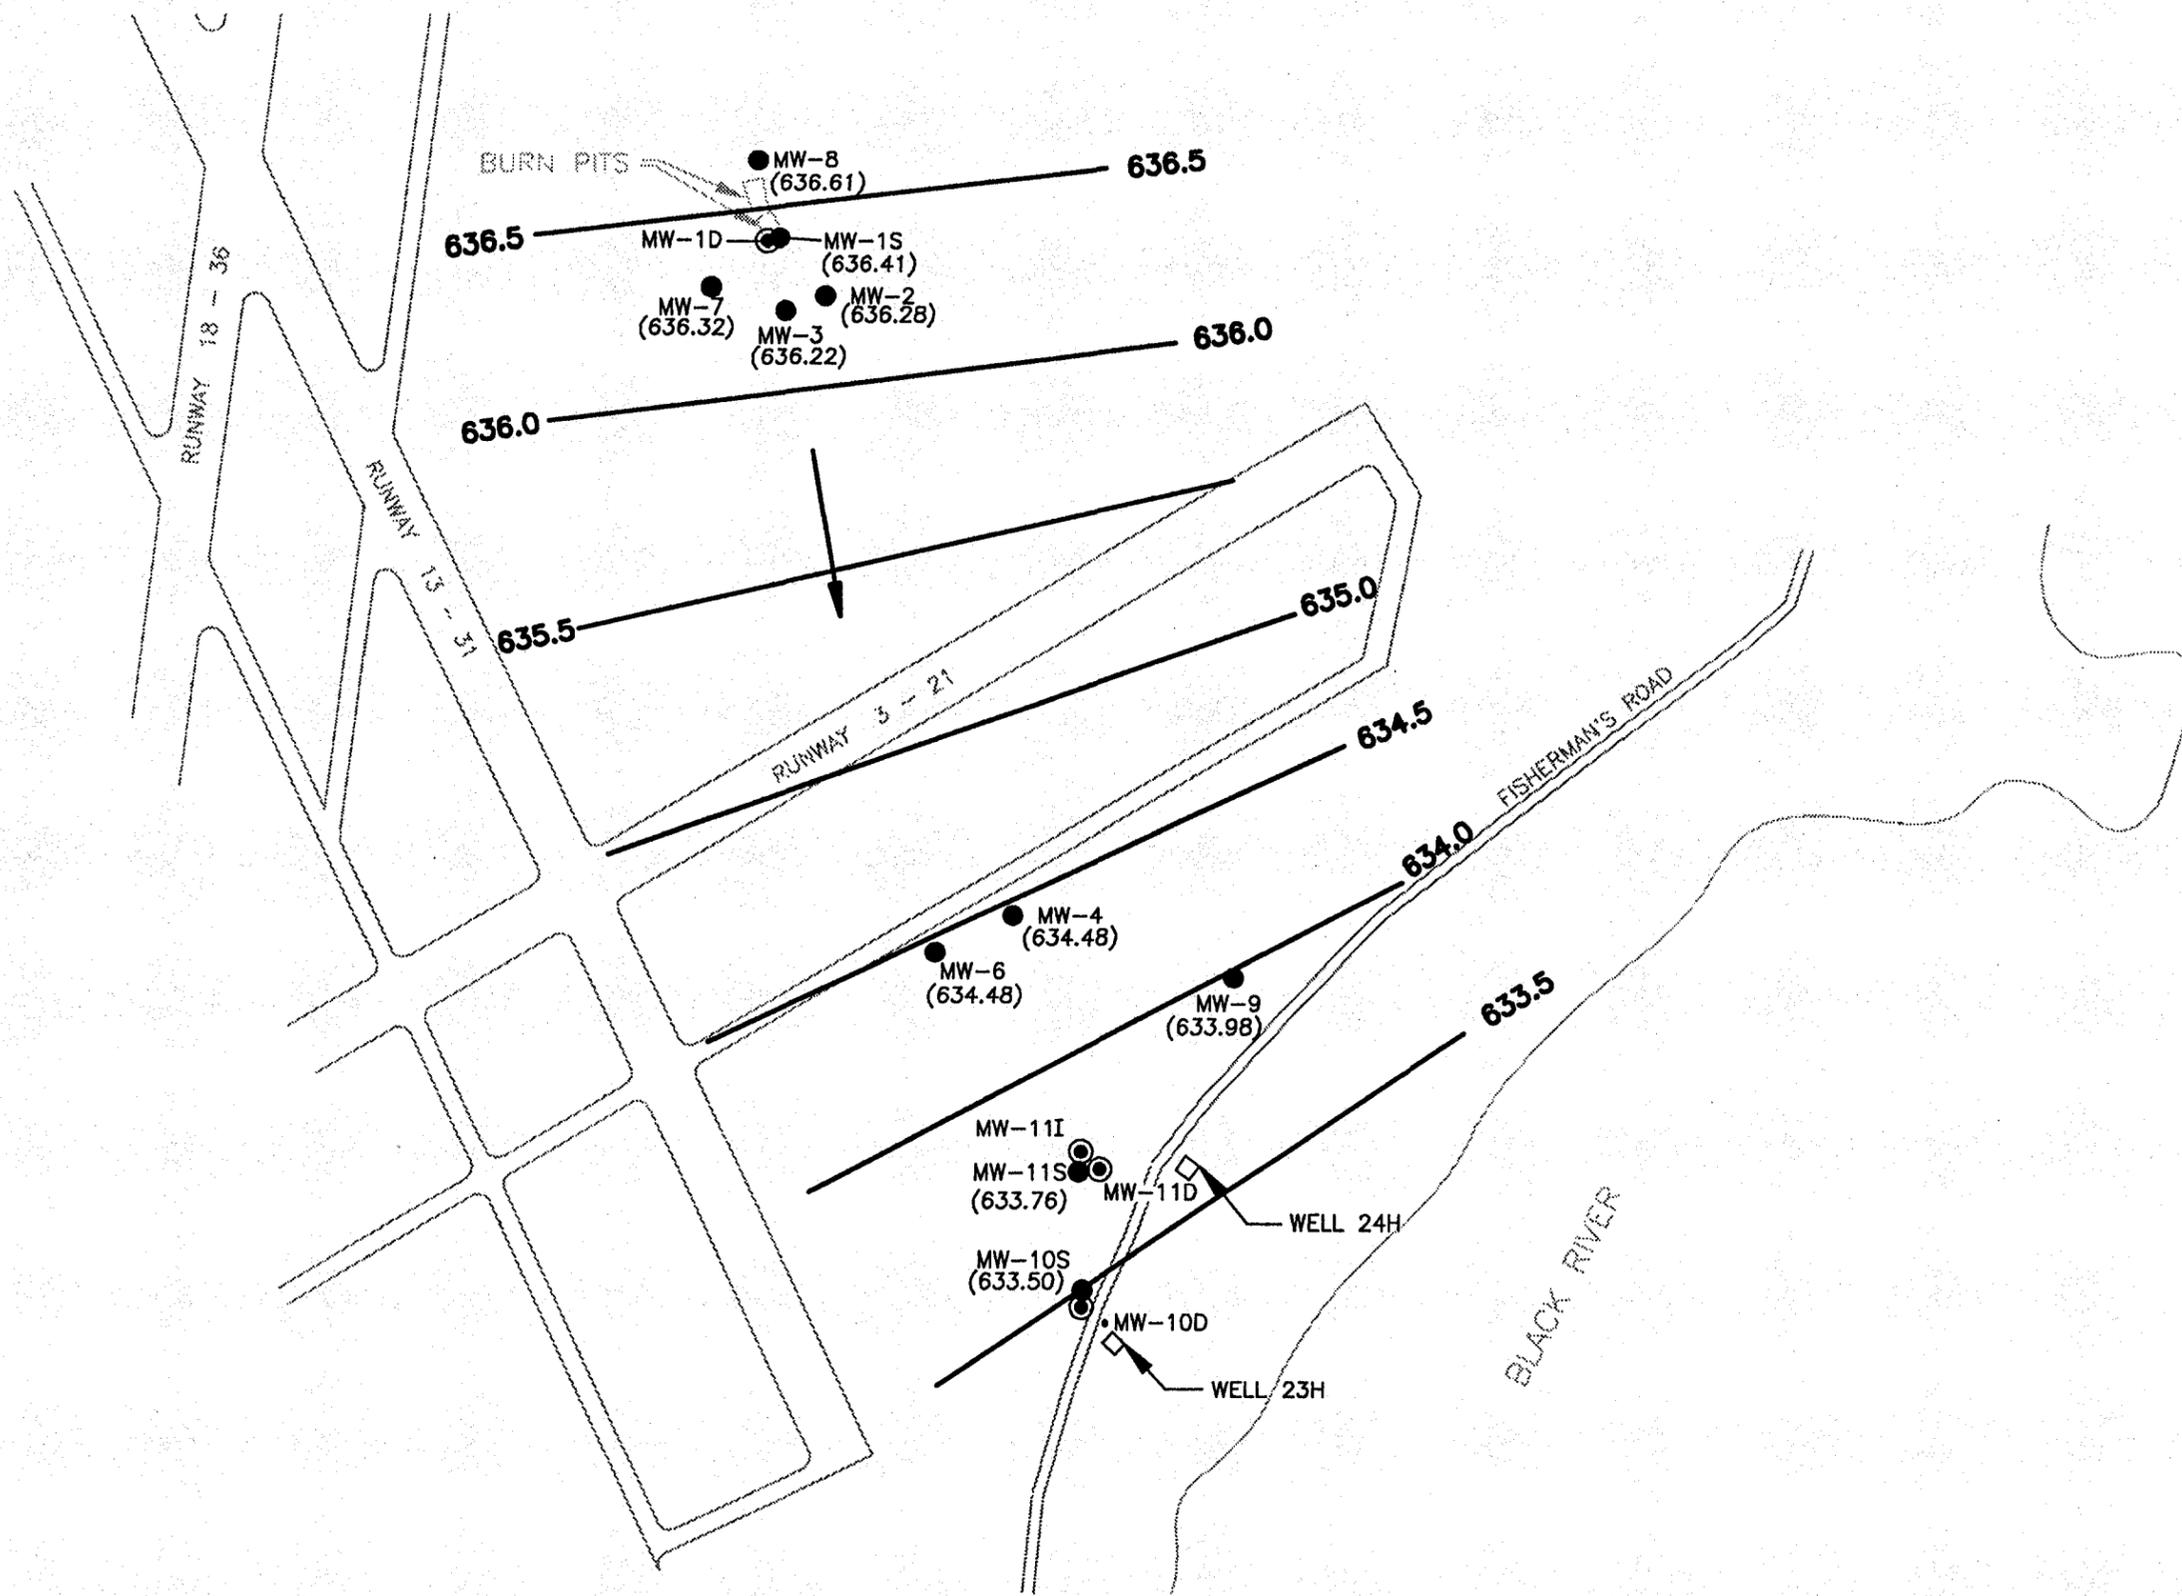 BURN PITS
MW-8
(636.61)
636.5
636.5
MW-1D
MW-1S
(636.41)
MW-7
(636.32)
MW-2
(636.28)
MW-3
(636.22)
636.0
636.0
RUNWAY 18 - 36
RUNWAY 13 - 31
635.5
635.0
RUNWAY 3 - 21
634.5
FISHERMAN'S ROAD
634.0
MW-4
(634.48)
MW-6
(634.48)
MW-9
(633.98)
633.5
MW-11I
MW-11S
(633.76)
MW-11D
WELL 24H
MW-10S
(633.50)
MW-10D
WELL 23H
BLACK RIVER